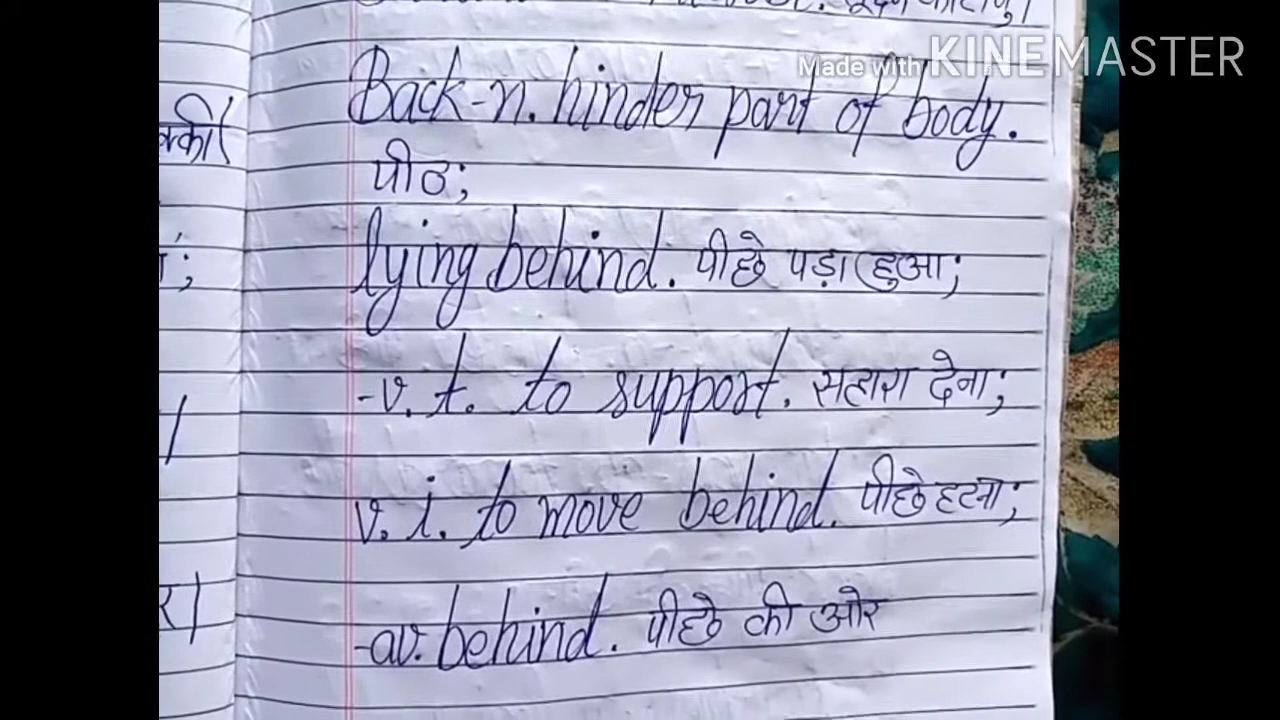 Made with KINEMASTER
Back-n. hinder part of body.
पीठ;
lying behind. पीछे पड़ा हुआ;
-v. t. to support. सहारा देना;
v. i. to move behind. पीछे हटना;
-av. behind. पीछे की ओर